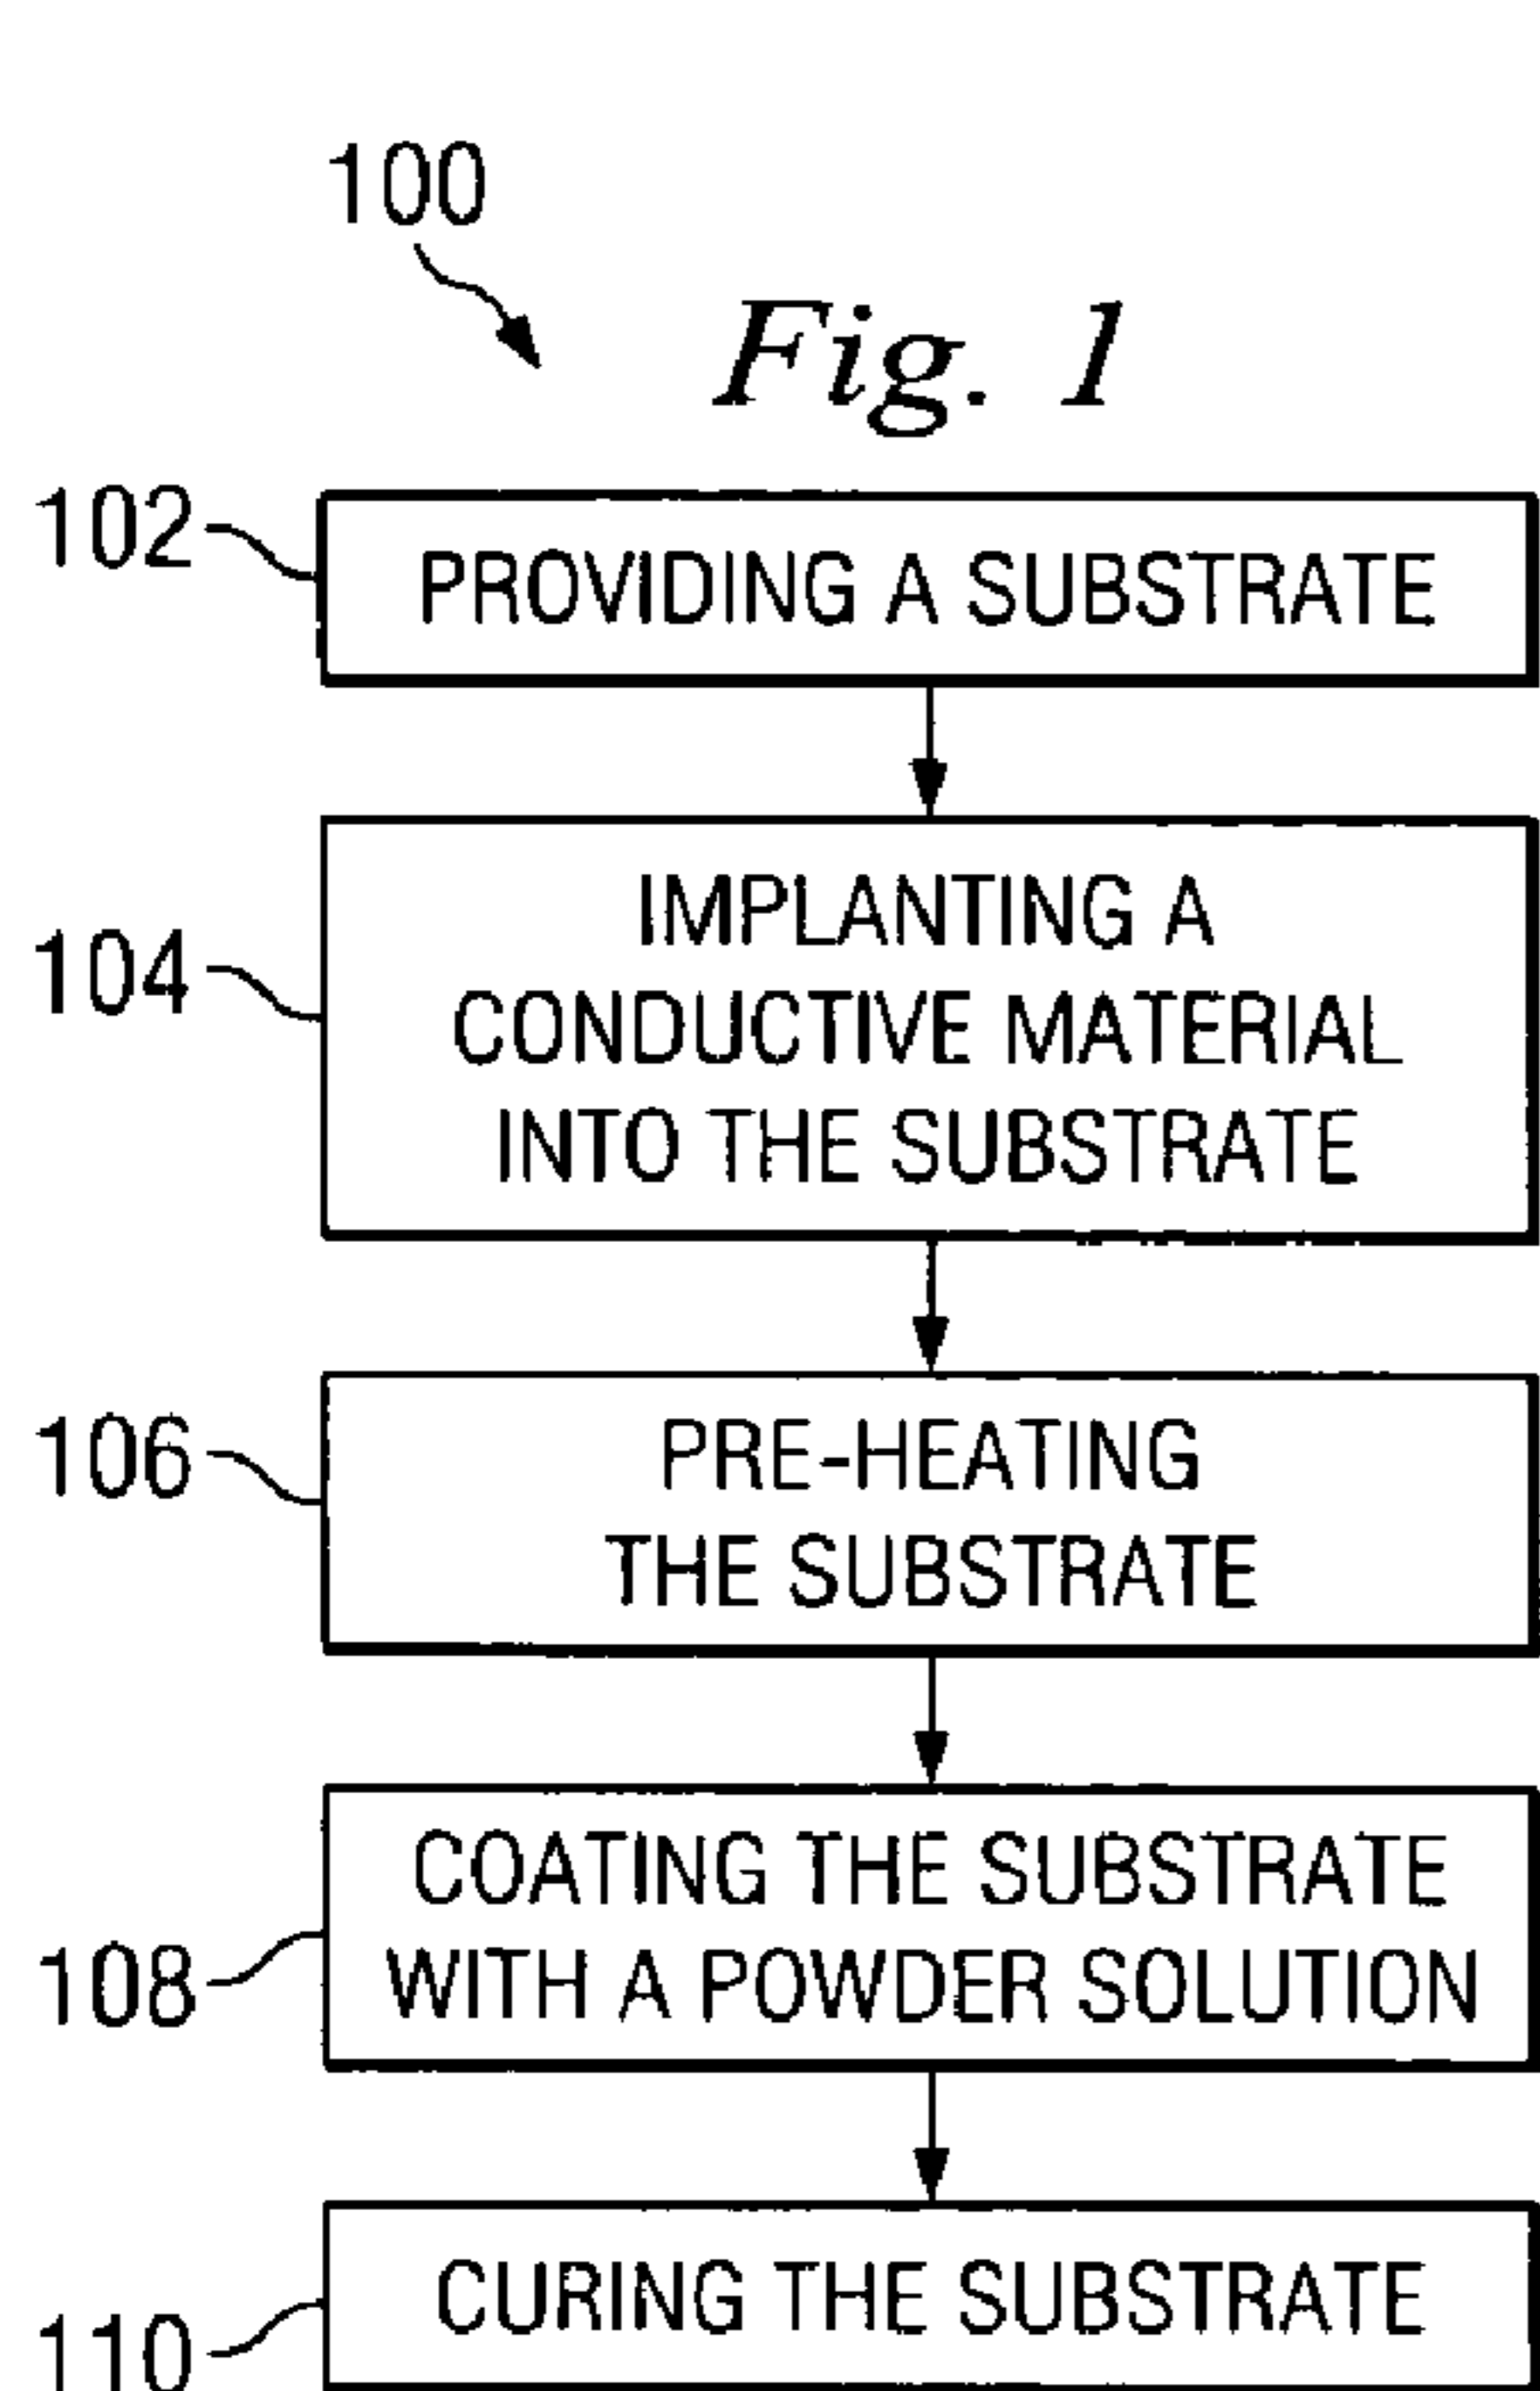 100
Fig. 1
102
PROVIDING A SUBSTRATE
104
IMPLANTING A
CONDUCTIVE MATERIAL
INTO THE SUBSTRATE
106
PRE-HEATING
THE SUBSTRATE
108
COATING THE SUBSTRATE
WITH A POWDER SOLUTION
110
CURING THE SUBSTRATE